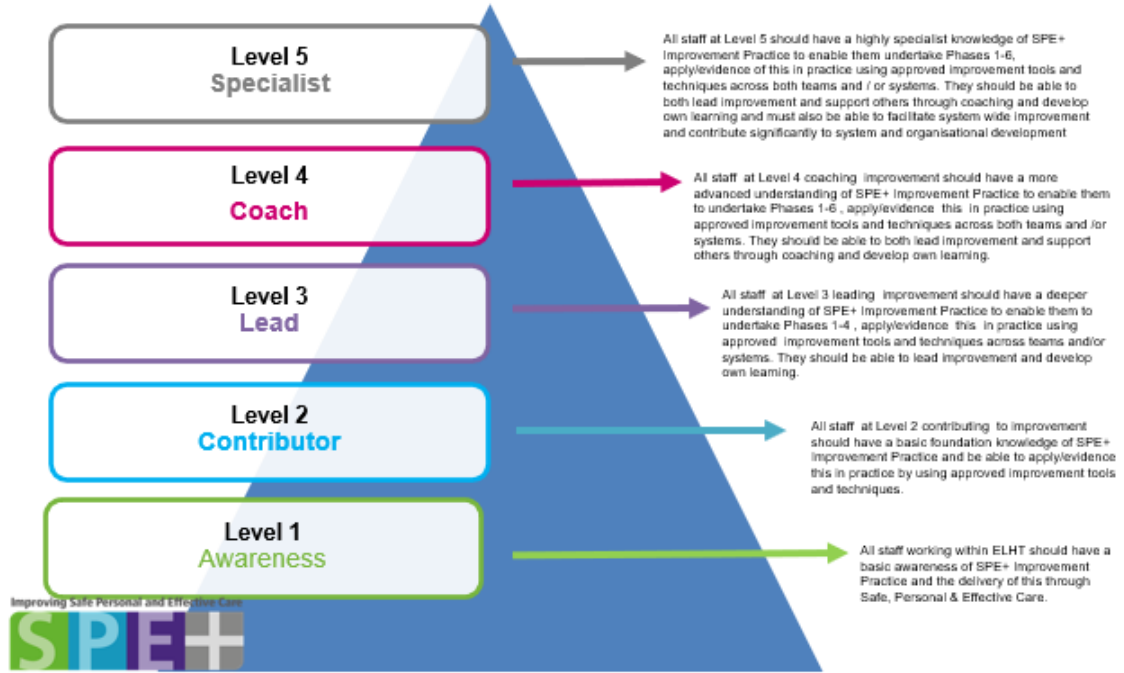 Level 5
Specialist
All staff at Level 5 should have a highly specialist knowledge of SPE+
Improvement Practice to enable them undertake Phases 1-6,
apply/evidence of this in practice using approved improvement tools and
techniques across both teams and / or systems. They should be able to
both lead improvement and support others through coaching and develop
own learning and must also be able to facilitate system wide improvement
and contribute significantly to system and organisational development
Level 4
Coach
All staff at Level 4 coaching improvement should have a more
advanced understanding of SPE+ Improvement Practice to enable them
to undertake Phases 1-6 , apply/evidence this in practice using
approved improvement tools and techniques across both teams and /or
systems. They should be able to both lead improvement and support
others through coaching and develop own learning.
Level 3
Lead
All staff at Level 3 leading improvement should have a deeper
understanding of SPE+ Improvement Practice to enable them to
undertake Phases 1-4 , apply/evidence this in practice using
approved improvement tools and techniques across teams and/or
systems. They should be able to lead improvement and develop
own learning.
Level 2
Contributor
All staff at Level 2 contributing to improvement
should have a basic foundation knowledge of SPE+
Improvement Practice and be able to apply/evidence
this in practice by using approved improvement tools
and techniques.
Level 1
Awareness
All staff working within ELHT should have a
basic awareness of SPE+ Improvement
Practice and the delivery of this through
Safe, Personal & Effective Care.
Improving Safe Personal and Effective Care
SPE+